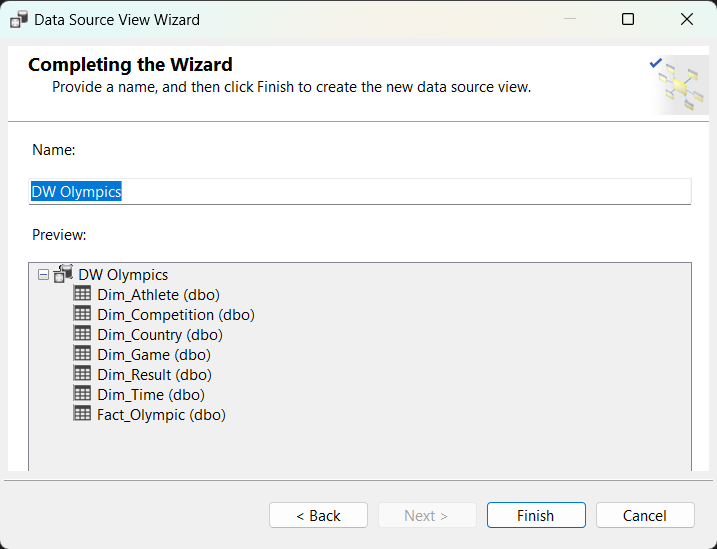 Data Source View Wizard
Completing the Wizard
Provide a name, and then click Finish to create the new data source view.
Name:
DW Olympics
Preview:
DW Olympics
Dim_Athlete (dbo)
Dim_Competition (dbo)
Dim_Country (dbo)
Dim_Game (dbo)
Dim_Result (dbo)
Dim_Time (dbo)
Fact_Olympic (dbo)
< Back
Next >
Finish
Cancel